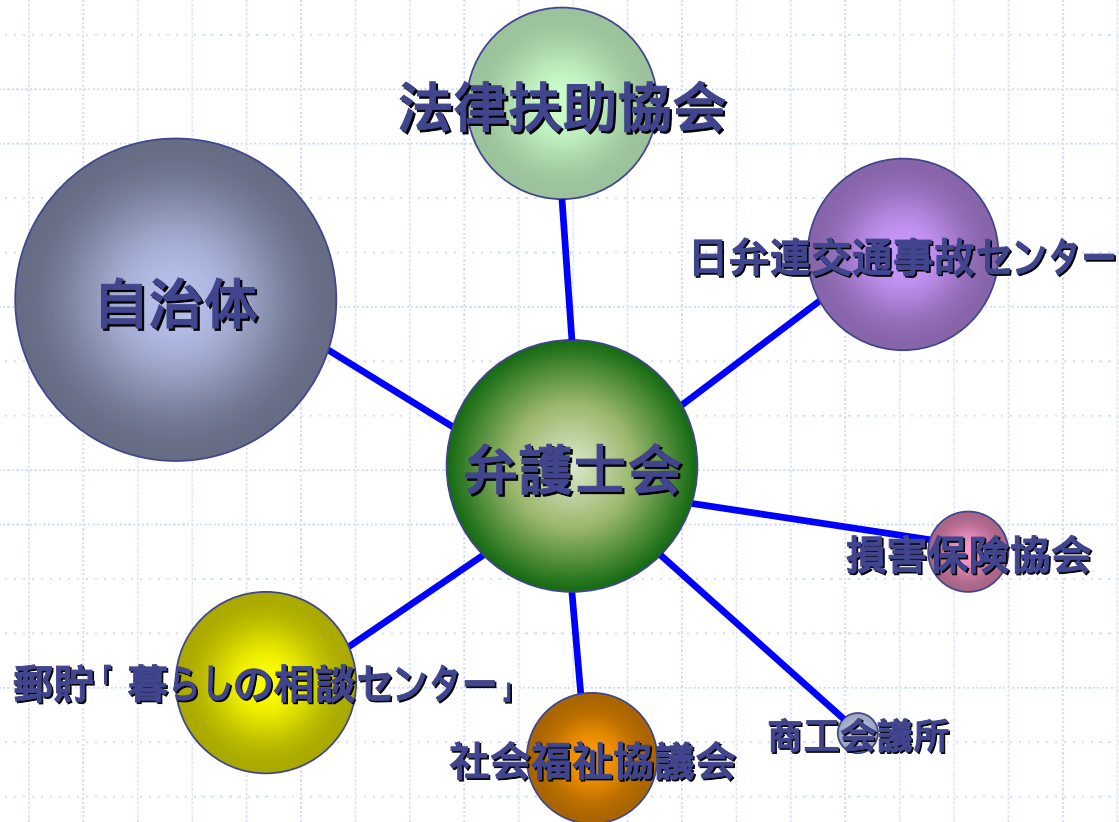 法律扶助協会
日弁連交通事故センター
自治体
弁護士会
損害保険協会
郵貯「暮らしの相談センター」
商工会議所
社会福祉協議会